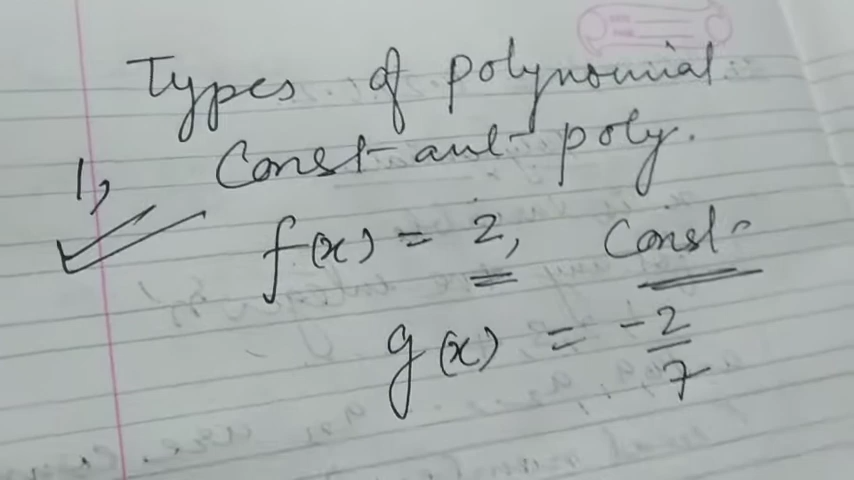 Types of polynomial
1, Constant poly.
f(x) = 2, Const.
g(x) = -2/7